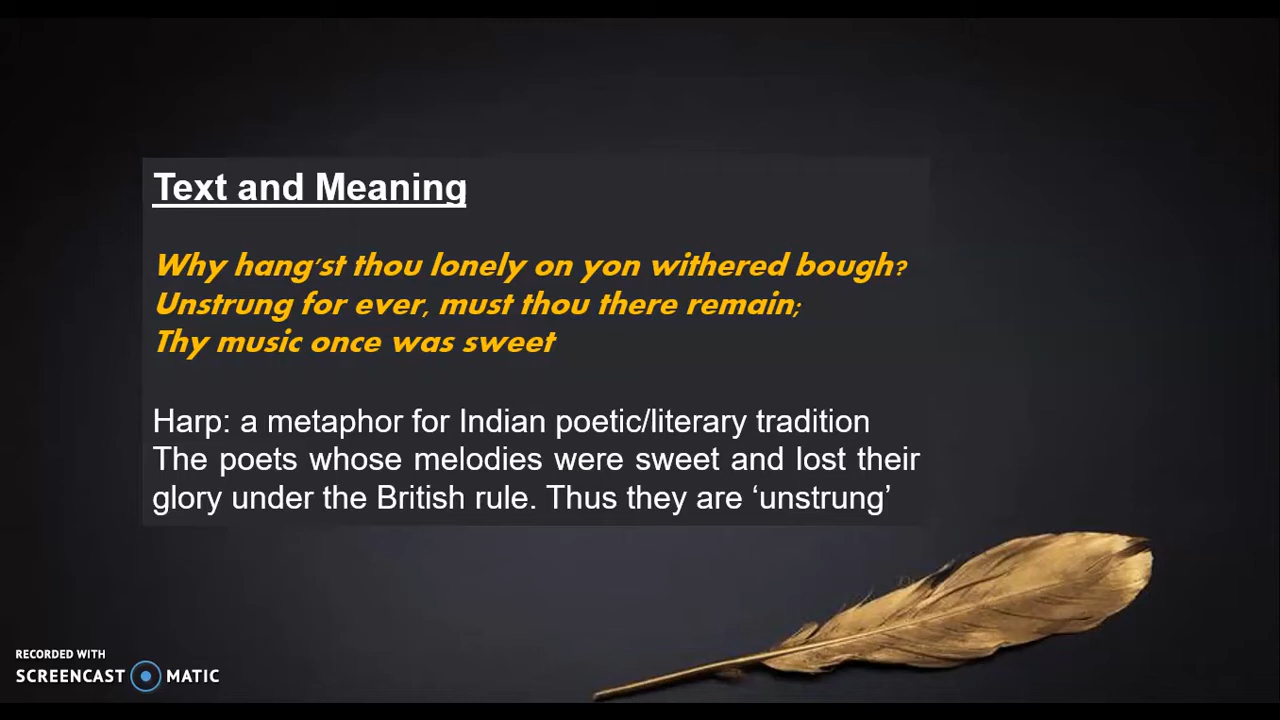 Text and Meaning
Why hang'st thou lonely on yon withered bough?
Unstrung for ever, must thou there remain;
Thy music once was sweet
Harp: a metaphor for Indian poetic/literary tradition
The poets whose melodies were sweet and lost their
glory under the British rule. Thus they are ‘unstrung’
RECORDED WITH
SCREENCAST MATIC